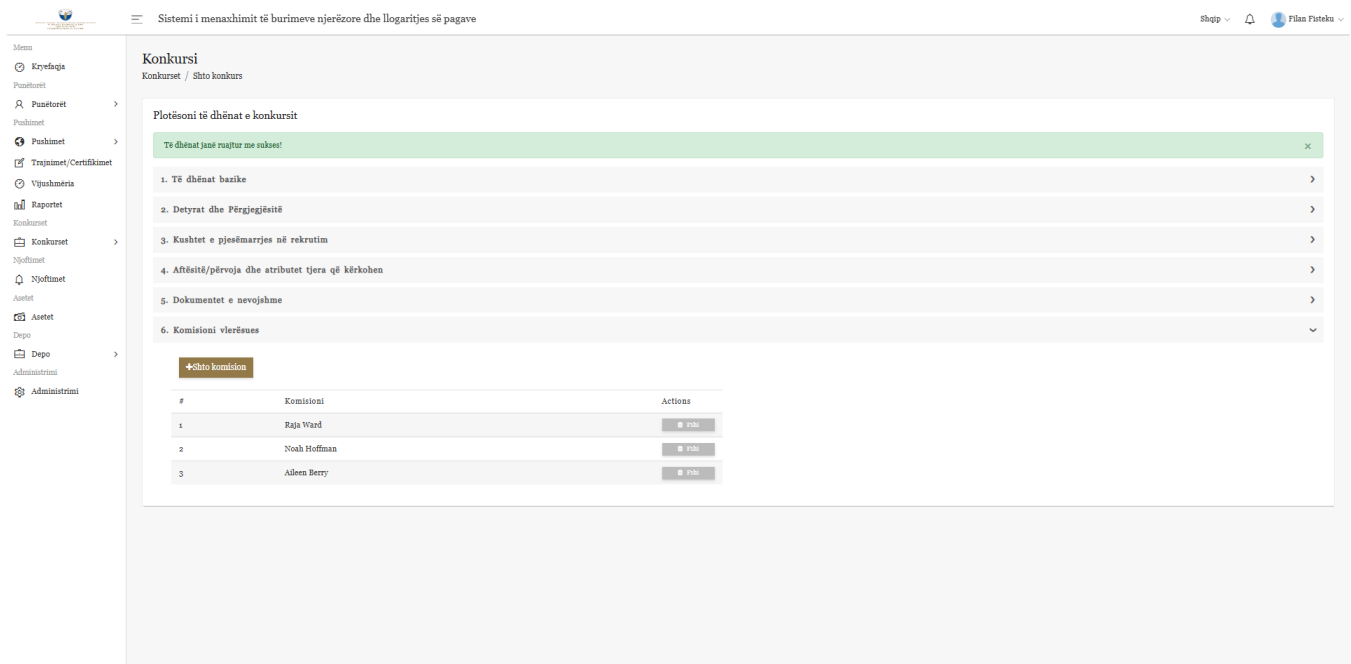 Sistemi i menaxhimit të burimeve njerëzore dhe llogaritjes së pagave
Shqip
Filan Fisteku
Menu
Kryefaqja
Punëtorët
Punëtorët
Pushimet
Pushimet
Trajnimet/Certifikimet
Vijushmëria
Raportet
Konkurset
Konkurset
Njoftimet
Njoftimet
Asetet
Asetet
Depo
Depo
Administrimi
Administrimi
Konkursi
Konkurset / Shto konkurs
Plotësoni të dhënat e konkursit
Të dhënat janë ruajtur me sukses! ×
1. Të dhënat bazike
2. Detyrat dhe Përgjegjësitë
3. Kushtet e pjesëmarrjes në rekrutim
4. Aftësitë/përvoja dhe atributet tjera që kërkohen
5. Dokumentet e nevojshme
6. Komisioni vlerësues
+Shto komision
# Komisioni Actions
1 Raja Ward Fshi
2 Noah Hoffman Fshi
3 Aileen Berry Fshi